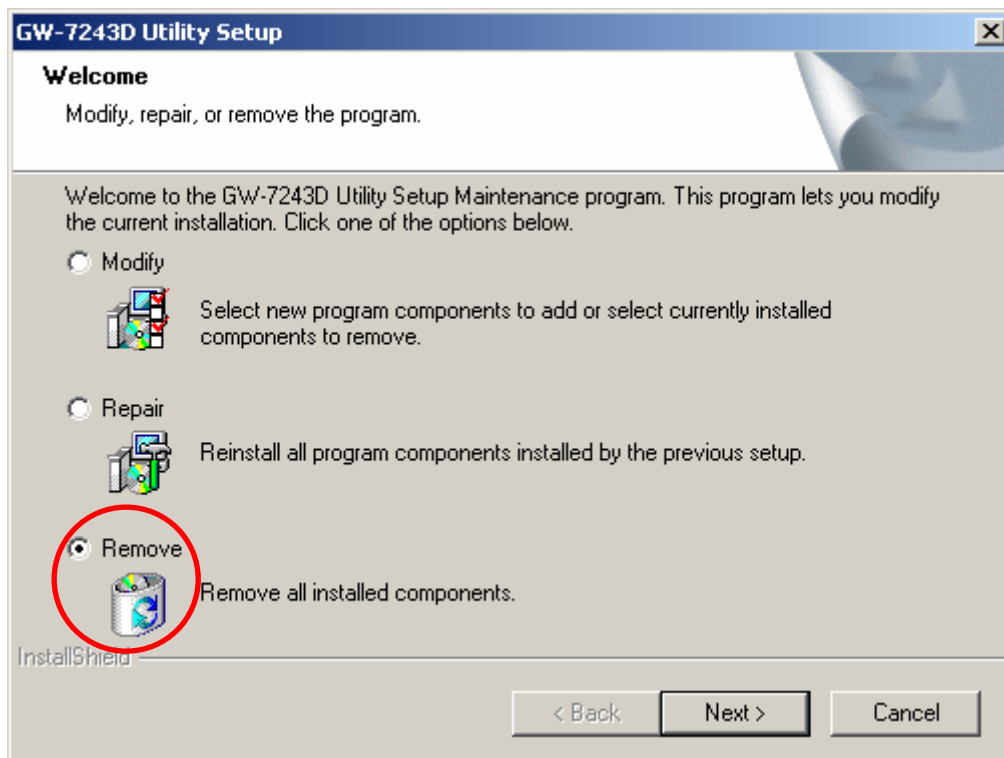 GW-7243D Utility Setup
Welcome
Modify, repair, or remove the program.
Welcome to the GW-7243D Utility Setup Maintenance program. This program lets you modify
the current installation. Click one of the options below.
Modify
Select new program components to add or select currently installed
components to remove.
Repair
Reinstall all program components installed by the previous setup.
Remove
Remove all installed components.
InstallShield
< Back
Next >
Cancel